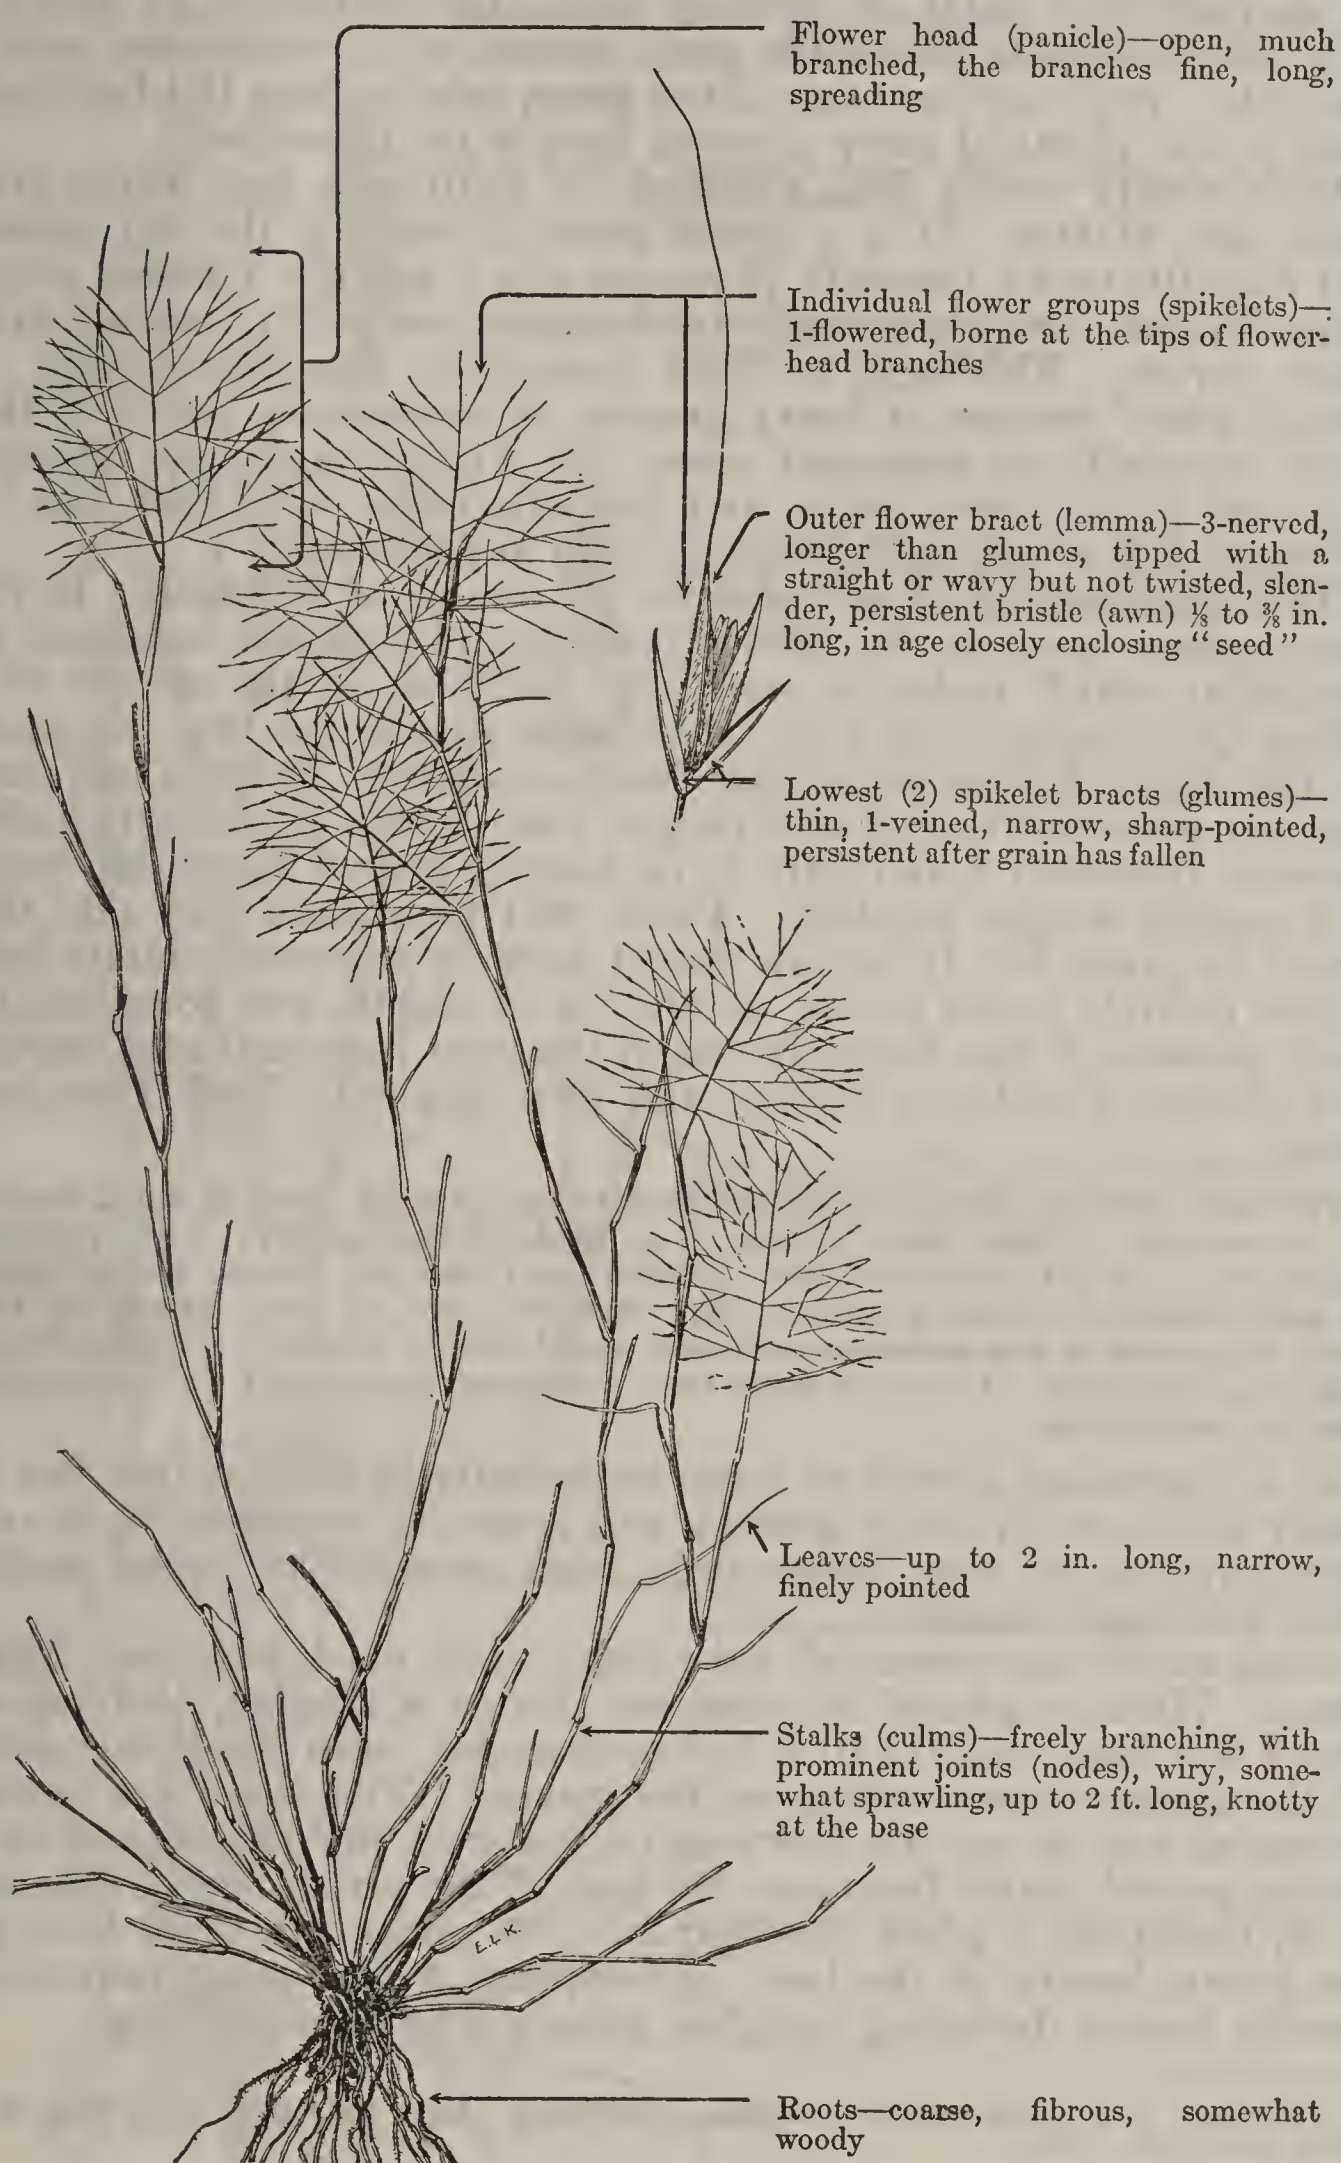 Flower head (panicle)—open, much
branched, the branches fine, long,
spreading
Individual flower groups (spikelets)—
1-flowered, borne at the tips of flower-
head branches
Outer flower bract (lemma)—3-nerved,
longer than glumes, tipped with a
straight or wavy but not twisted, slen-
der, persistent bristle (awn) ⅛ to ⅜ in.
long, in age closely enclosing “seed”
Lowest (2) spikelet bracts (glumes)—
thin, 1-veined, narrow, sharp-pointed,
persistent after grain has fallen
Leaves—up to 2 in. long, narrow,
finely pointed
Stalks (culms)—freely branching, with
prominent joints (nodes), wiry, some-
what sprawling, up to 2 ft. long, knotty
at the base
E.L.K.
Roots—coarse, fibrous, somewhat
woody